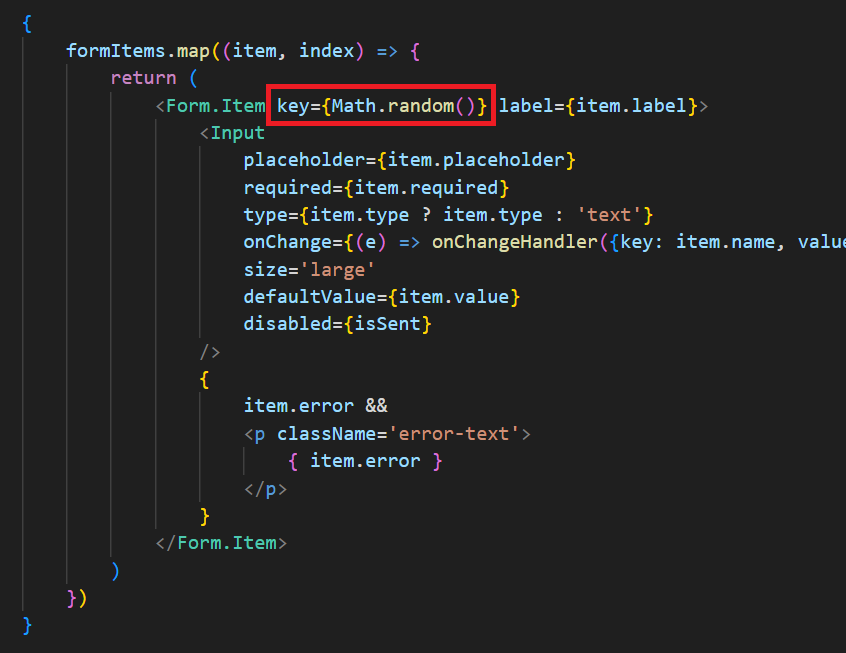 {
formItems.map((item, index) => {
return (
<Form.Item key={Math.random()} label={item.label}>
<Input
placeholder={item.placeholder}
required={item.required}
type={item.type ? item.type : 'text'}
onChange={(e) => onChangeHandler({key: item.name, value
size='large'
defaultValue={item.value}
disabled={isSent}
/>
{
item.error &&
<p className='error-text'>
{ item.error }
</p>
}
</Form.Item>
)
})
}